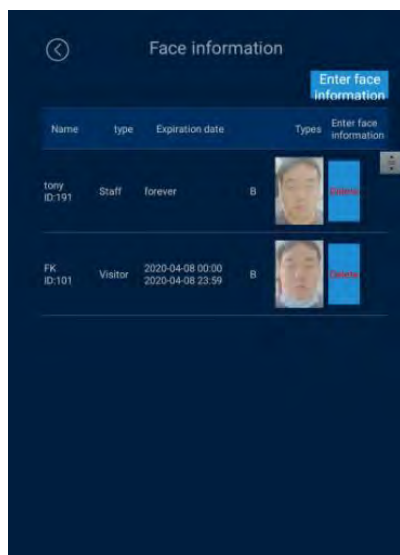 Face information
Enter face
information
Name type Expiration date Types Enter face
information
tony
ID:191 Staff forever B Delete
FK
ID:101 Visitor 2020-04-08 00:00
2020-04-08 23:59 B Delete